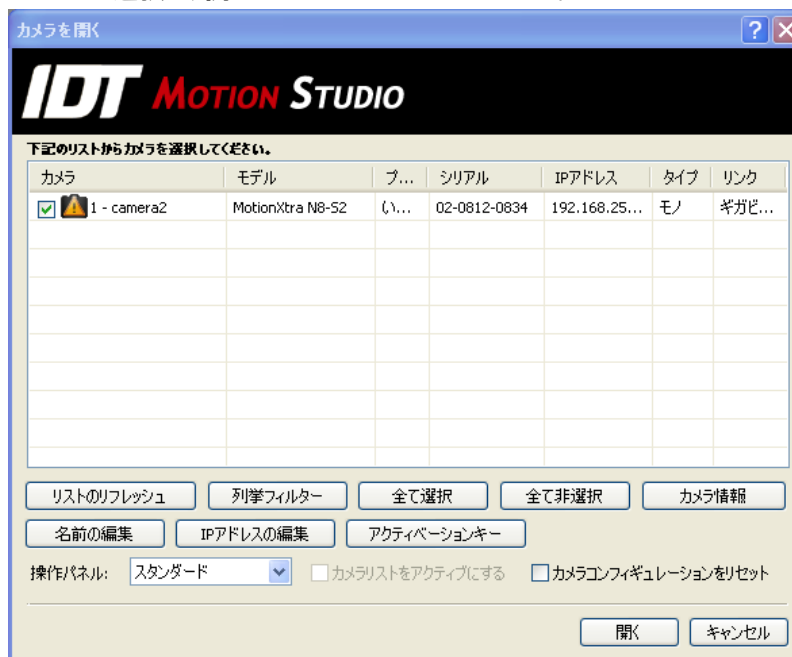 カメラを開く
IDT MOTION STUDIO
下記のリストからカメラを選択してください。
カメラ モデル プ... シリアル IPアドレス タイプ リンク
1 - camera2 MotionXtra N8-S2 い... 02-0812-0834 192.168.25... モノ ギガビ...
リストのリフレッシュ 列挙フィルター 全て選択 全て非選択 カメラ情報
名前の編集 IPアドレスの編集 アクティベーションキー
操作パネル: スタンダード カメラリストをアクティブにする カメラコンフィギュレーションをリセット
開く キャンセル